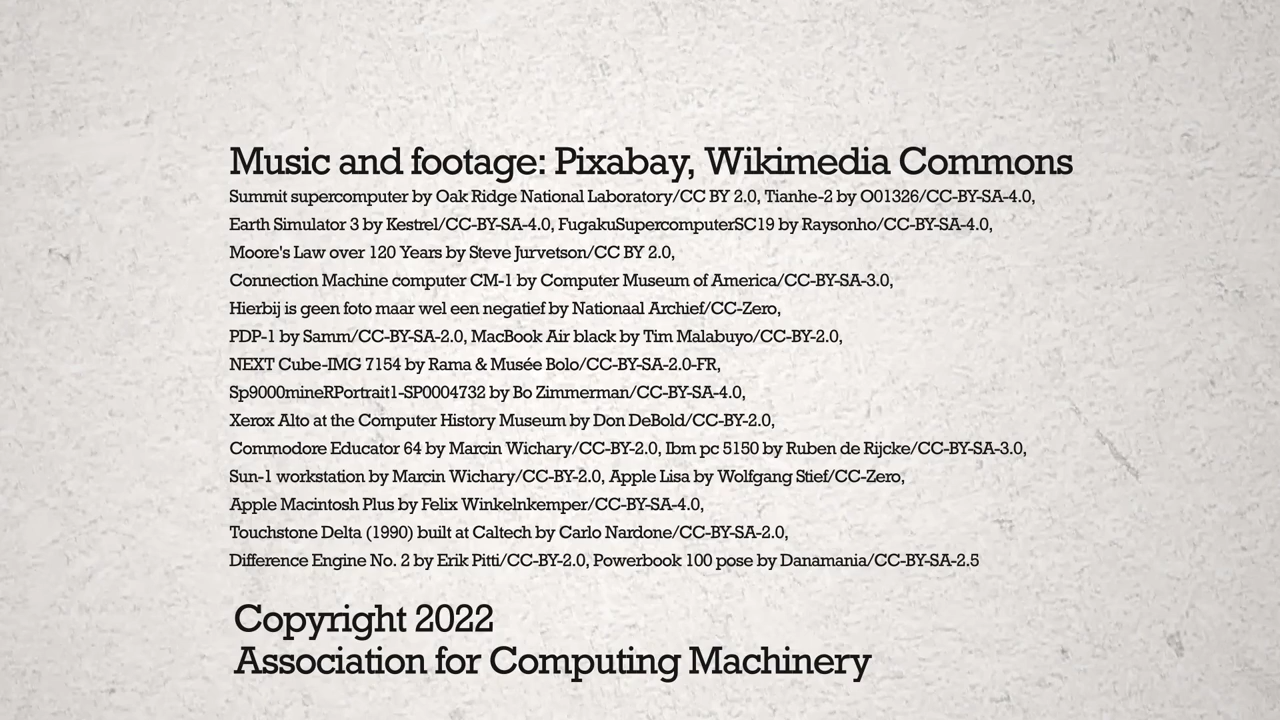 Music and footage: Pixabay, Wikimedia Commons
Summit supercomputer by Oak Ridge National Laboratory/CC BY 2.0, Tianhe-2 by O01326/CC-BY-SA-4.0,
Earth Simulator 3 by Kestrel/CC-BY-SA-4.0, FugakuSupercomputerSC19 by Raysonho/CC-BY-SA-4.0,
Moore's Law over 120 Years by Steve Jurvetson/CC BY 2.0,
Connection Machine computer CM-1 by Computer Museum of America/CC-BY-SA-3.0,
Hierbij is geen foto maar wel een negatief by Nationaal Archief/CC-Zero,
PDP-1 by Samm/CC-BY-SA-2.0, MacBook Air black by Tim Malabuyo/CC-BY-2.0,
NEXT Cube-IMG 7154 by Rama & Musée Bolo/CC-BY-SA-2.0-FR,
Sp9000mineRPortrait1-SP0004732 by Bo Zimmerman/CC-BY-SA-4.0,
Xerox Alto at the Computer History Museum by Don DeBold/CC-BY-2.0,
Commodore Educator 64 by Marcin Wichary/CC-BY-2.0, Ibm pc 5150 by Ruben de Rijcke/CC-BY-SA-3.0,
Sun-1 workstation by Marcin Wichary/CC-BY-2.0, Apple Lisa by Wolfgang Stief/CC-Zero,
Apple Macintosh Plus by Felix Winkelnkemper/CC-BY-SA-4.0,
Touchstone Delta (1990) built at Caltech by Carlo Nardone/CC-BY-SA-2.0,
Difference Engine No. 2 by Erik Pitti/CC-BY-2.0, Powerbook 100 pose by Danamania/CC-BY-SA-2.5
Copyright 2022
Association for Computing Machinery